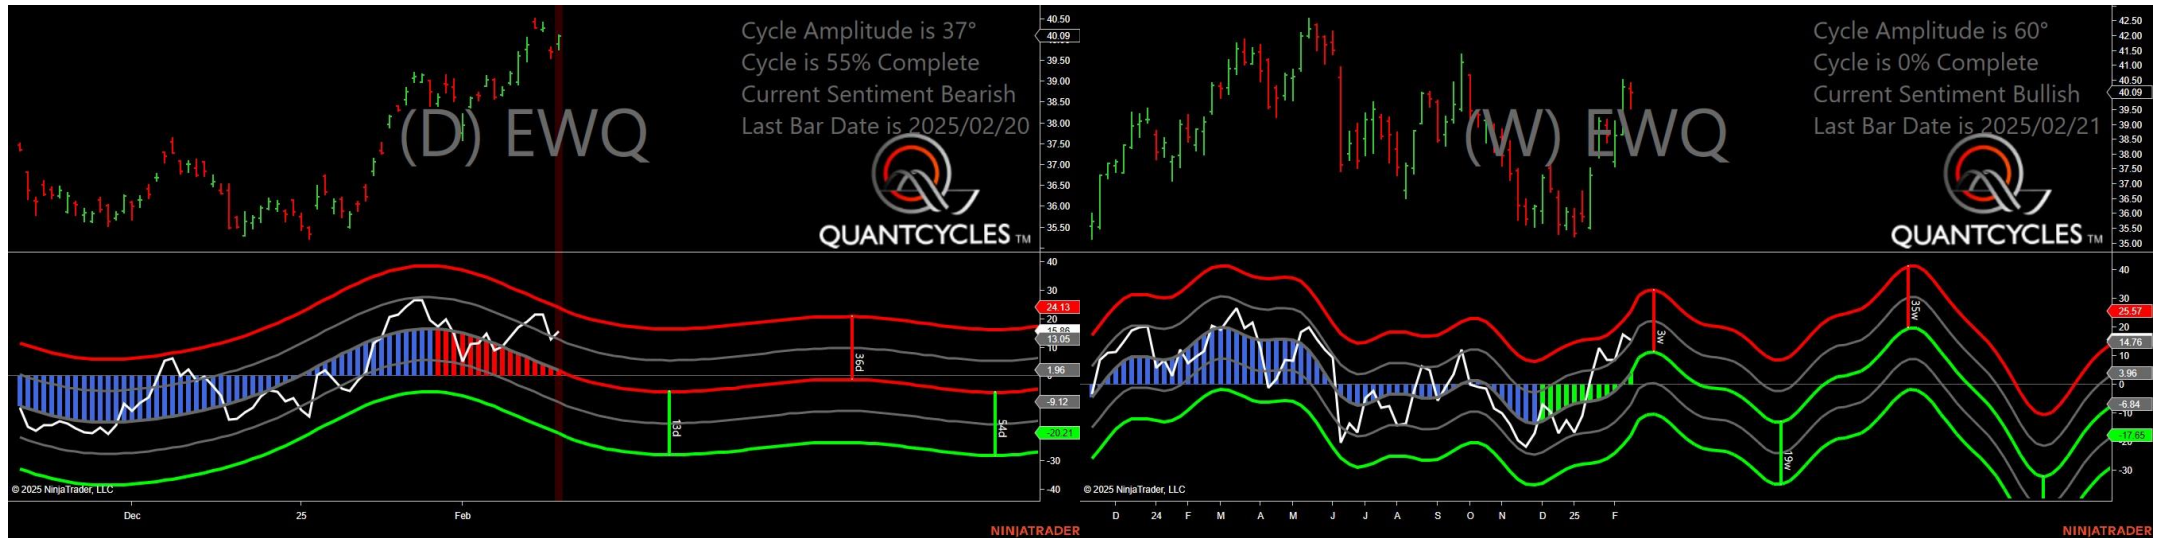 Cycle Amplitude is 37°
Cycle is 55% Complete
Current Sentiment Bearish
Last Bar Date is 2025/02/20
(D) EWQ
QUANTCYCLES TM
40.50
40.09
39.50
39.00
38.50
38.00
37.50
37.00
36.50
36.00
35.50
40
30
24.13
20
15.86
13.05
10
1.96
-9.12
-20.21
-30
-40
36d
13d
54d
© 2025 NinjaTrader, LLC
Dec
25
Feb
NINJATRADER
Cycle Amplitude is 60°
Cycle is 0% Complete
Current Sentiment Bullish
Last Bar Date is 2025/02/21
(W) EWQ
QUANTCYCLES TM
42.50
42.00
41.50
41.00
40.50
40.09
39.50
39.00
38.50
38.00
37.50
37.00
36.50
36.00
35.50
35.00
40
30
25.57
20
14.76
10
3.96
0
-6.84
-10
-17.65
-20
-30
3w
35w
19w
© 2025 NinjaTrader, LLC
D
24
F
M
A
M
J
J
A
S
O
N
D
25
F
NINJATRADER